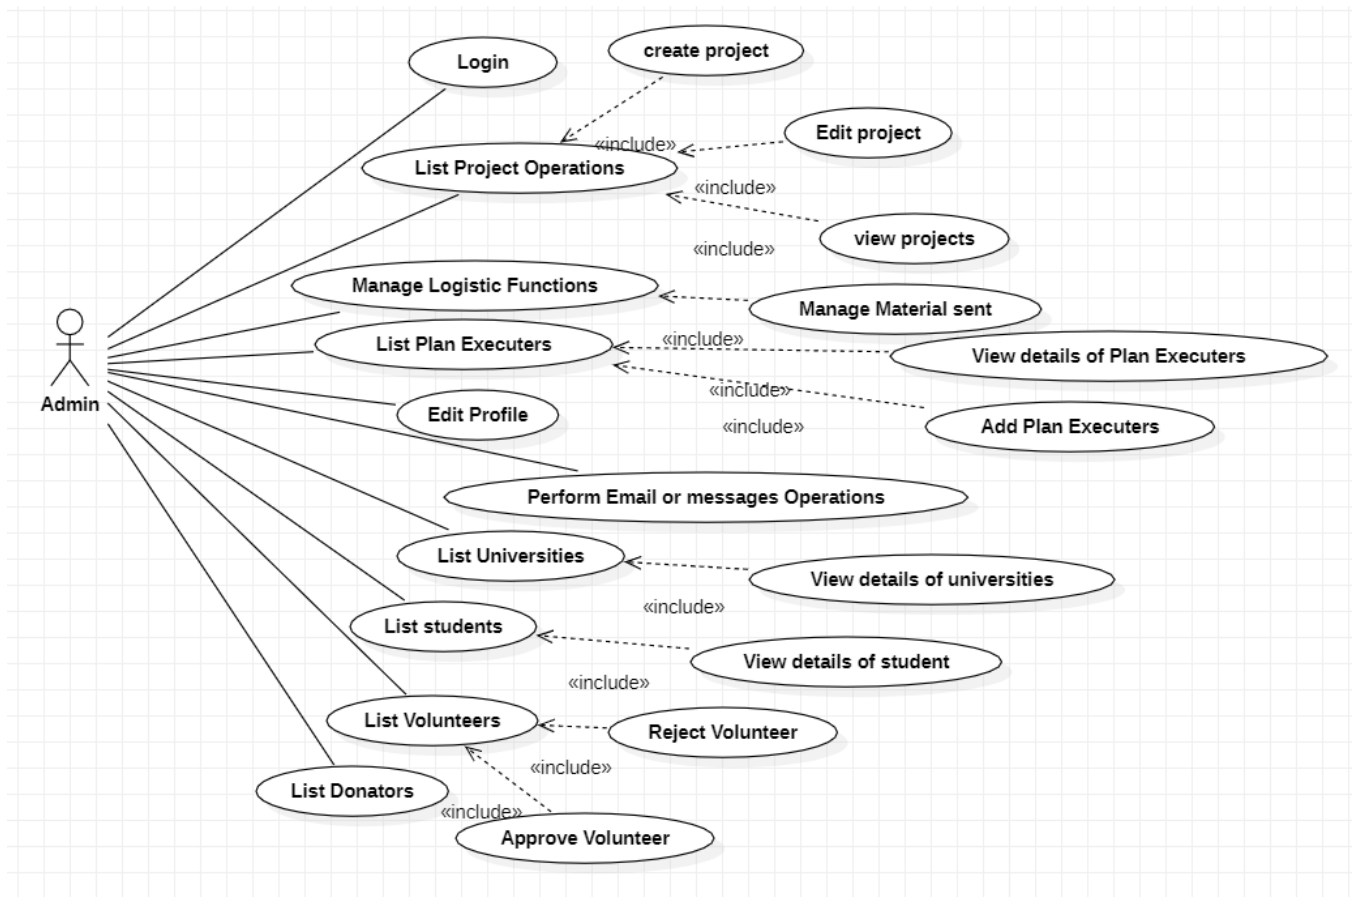 create project
Login
Edit project
«include»
List Project Operations
«include»
view projects
«include»
Manage Logistic Functions
Manage Material sent
«include»
List Plan Executers
View details of Plan Executers
«include»
Admin
Edit Profile
«include»
Add Plan Executers
Perform Email or messages Operations
List Universities
View details of universities
«include»
List students
View details of student
«include»
List Volunteers
Reject Volunteer
«include»
List Donators
«include»
Approve Volunteer